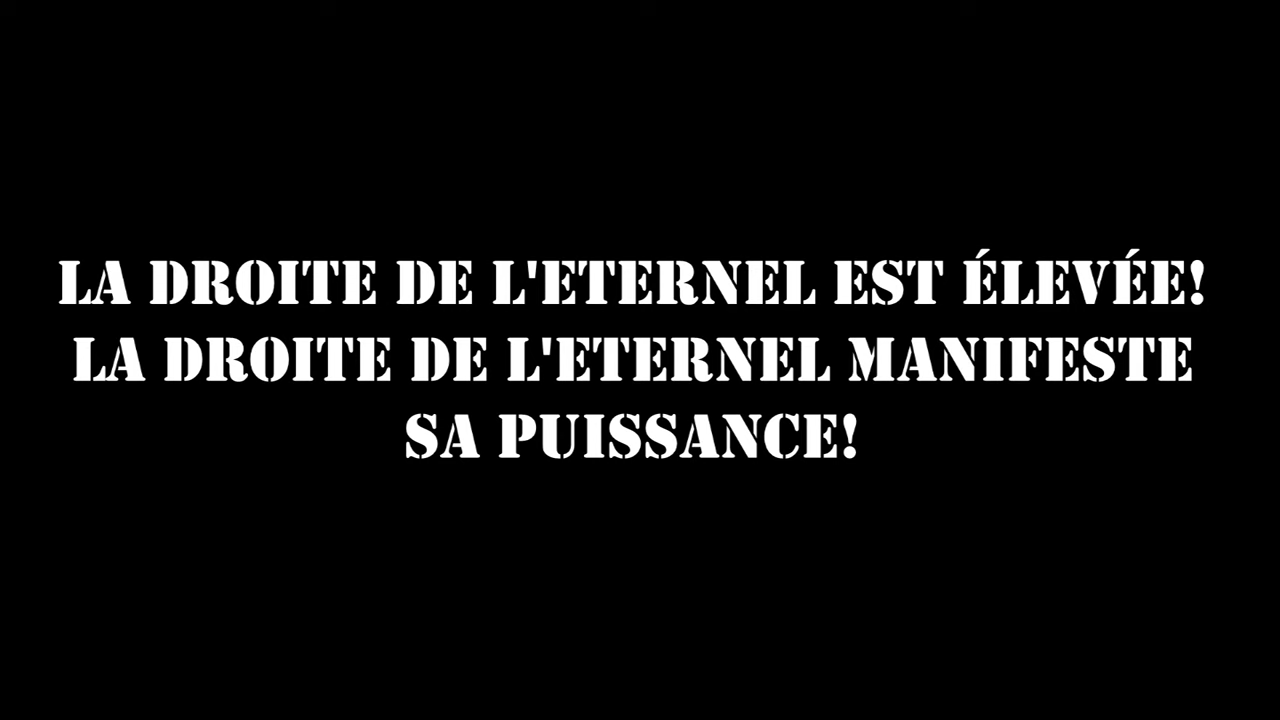 LA DROITE DE L'ETERNEL EST ÉLEVÉE!
LA DROITE DE L'ETERNEL MANIFESTE
SA PUISSANCE!